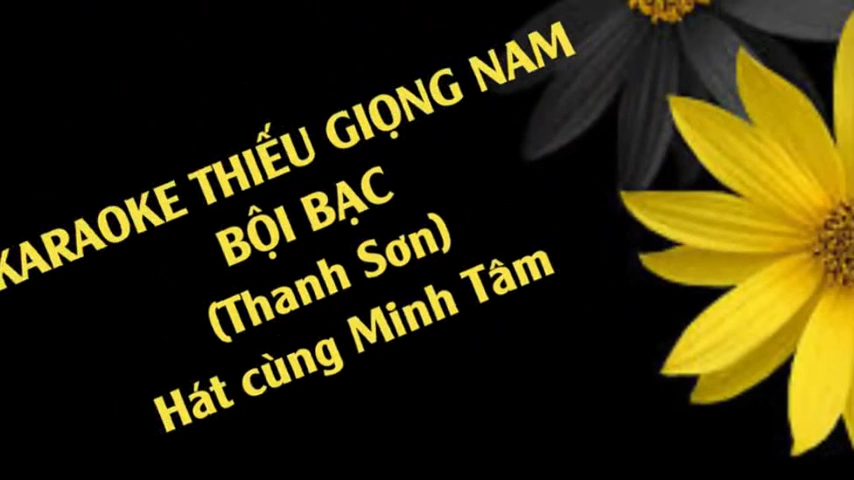 KARAOKE THIẾU GIỌNG NAM
BỘI BẠC
(Thanh Sơn)
Hát cùng Minh Tâm